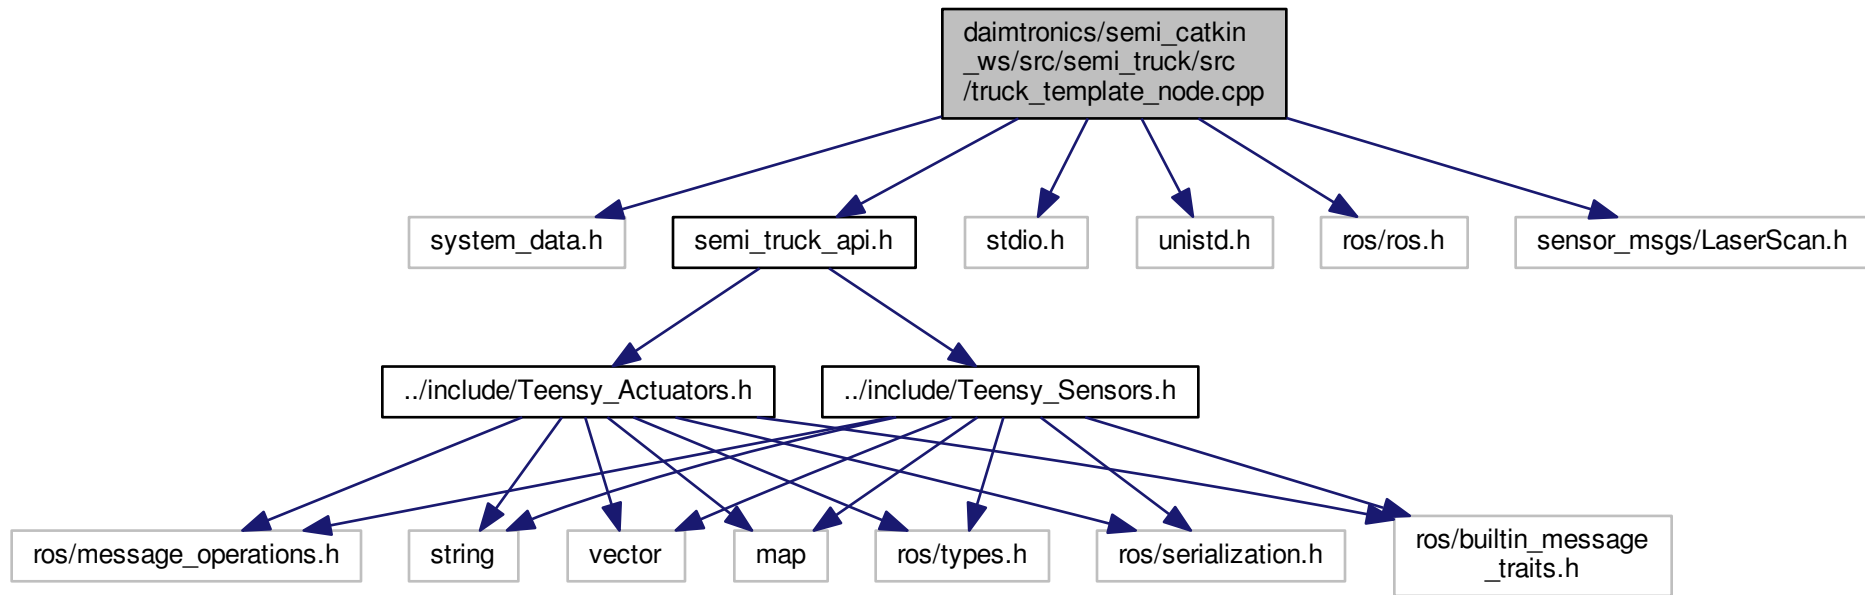 daimtronics/semi_catkin
_ws/src/semi_truck/src
/truck_template_node.cpp
system_data.h
semi_truck_api.h
stdio.h
unistd.h
ros/ros.h
sensor_msgs/LaserScan.h
../include/Teensy_Actuators.h
../include/Teensy_Sensors.h
ros/message_operations.h
string
vector
map
ros/types.h
ros/serialization.h
ros/builtin_message
_traits.h